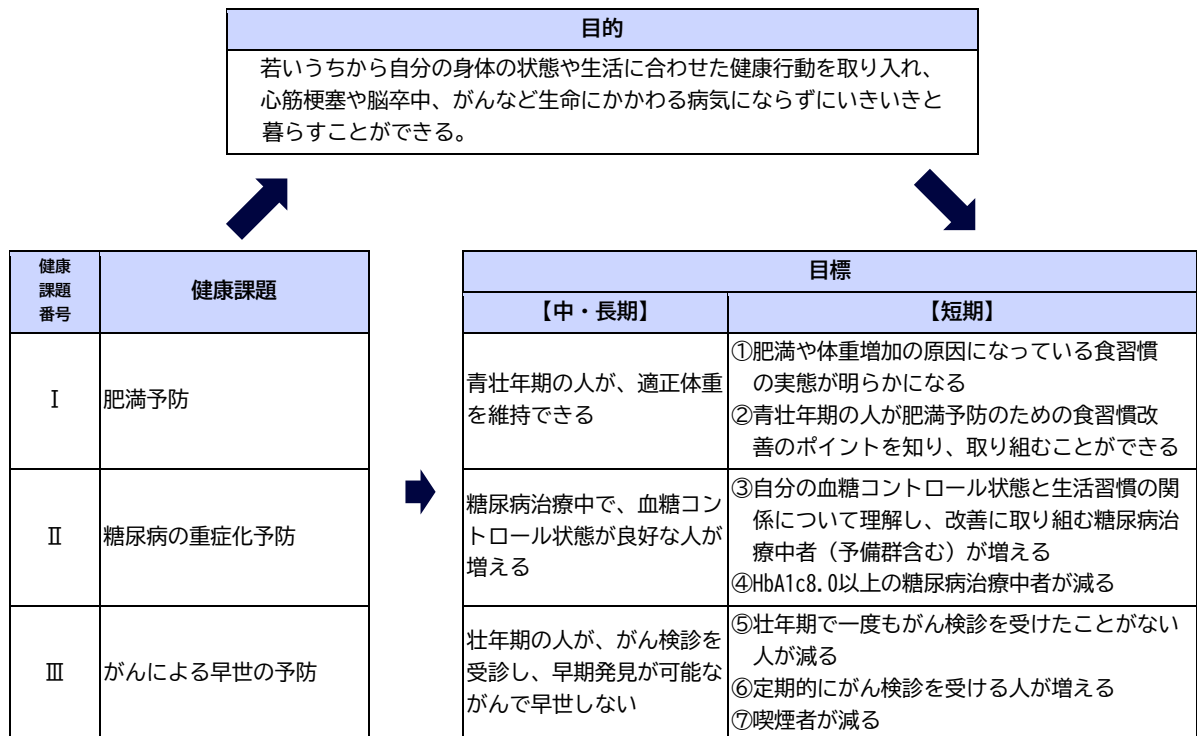 目的
若いうちから自分の身体の状態や生活に合わせた健康行動を取り入れ、
心筋梗塞や脳卒中、がんなど生命にかかわる病気にならずにいきいきと
暮らすことができる。
健康
課題
番号
健康課題
Ⅰ
肥満予防
Ⅱ
糖尿病の重症化予防
Ⅲ
がんによる早世の予防
目標
【中・長期】
【短期】
青壮年期の人が、適正体重
を維持できる
①肥満や体重増加の原因になっている食習慣
の実態が明らかになる
②青壮年期の人が肥満予防のための食習慣改
善のポイントを知り、取り組むことができる
糖尿病治療中で、血糖コン
トロール状態が良好な人が
増える
③自分の血糖コントロール状態と生活習慣の関
係について理解し、改善に取り組む糖尿病治
療中者（予備群含む）が増える
④HbA1c8.0以上の糖尿病治療中者が減る
壮年期の人が、がん検診を
受診し、早期発見が可能な
がんで早世しない
⑤壮年期で一度もがん検診を受けたことがない
人が減る
⑥定期的にがん検診を受ける人が増える
⑦喫煙者が減る